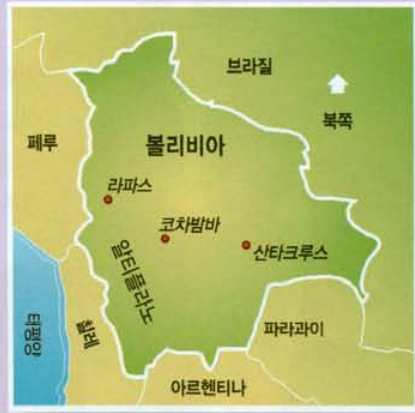 브라질
북쪽
페루
볼리비아
라파스
코차밤바
산타크루스
알티플라노
태평양
칠레
파라과이
아르헨티나